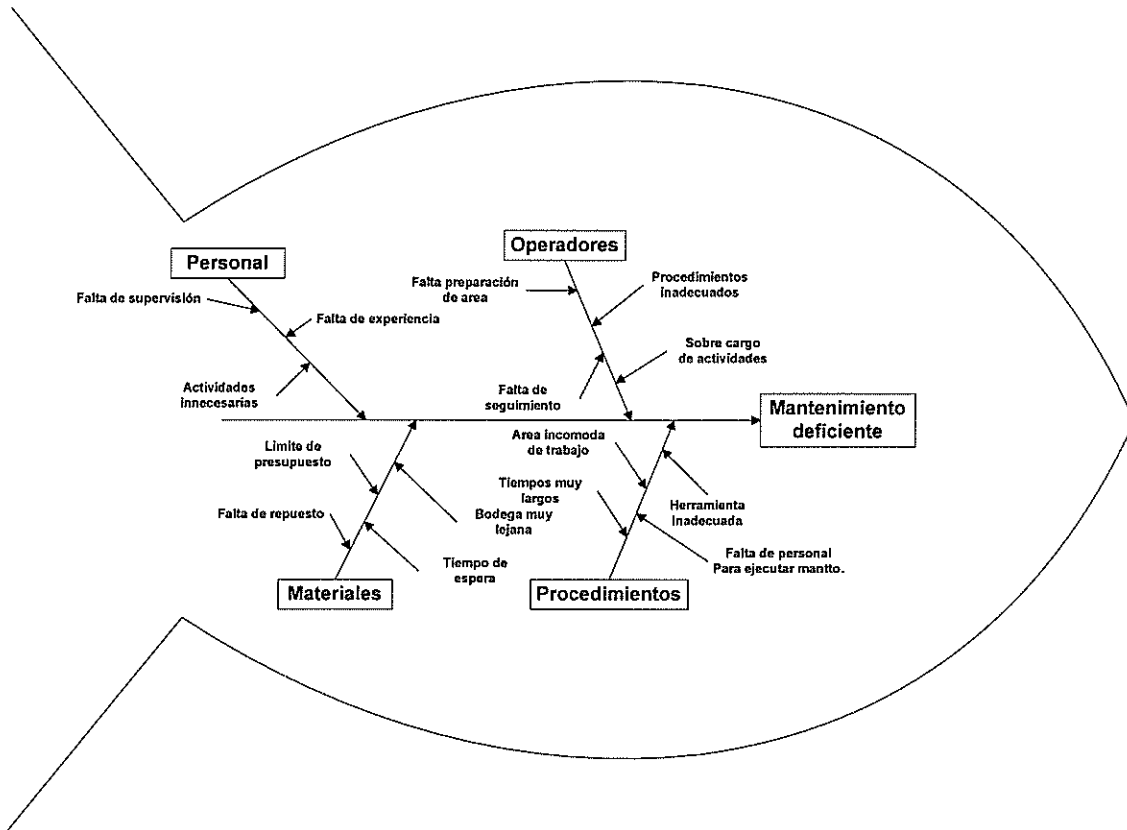 Personal
Falta de supervisión
Falta de experiencia
Actividades
innecesarias
Operadores
Falta preparación
de area
Procedimientos
inadecuados
Sobre cargo
de actividades
Falta de
seguimiento
Mantenimiento
deficiente
Limite de
presupuesto
Bodega muy
lejana
Falta de repuesto
Tiempo de
espera
Materiales
Area incomoda
de trabajo
Tiempos muy
largos
Herramienta
Inadecuada
Falta de personal
Para ejecutar mantto.
Procedimientos